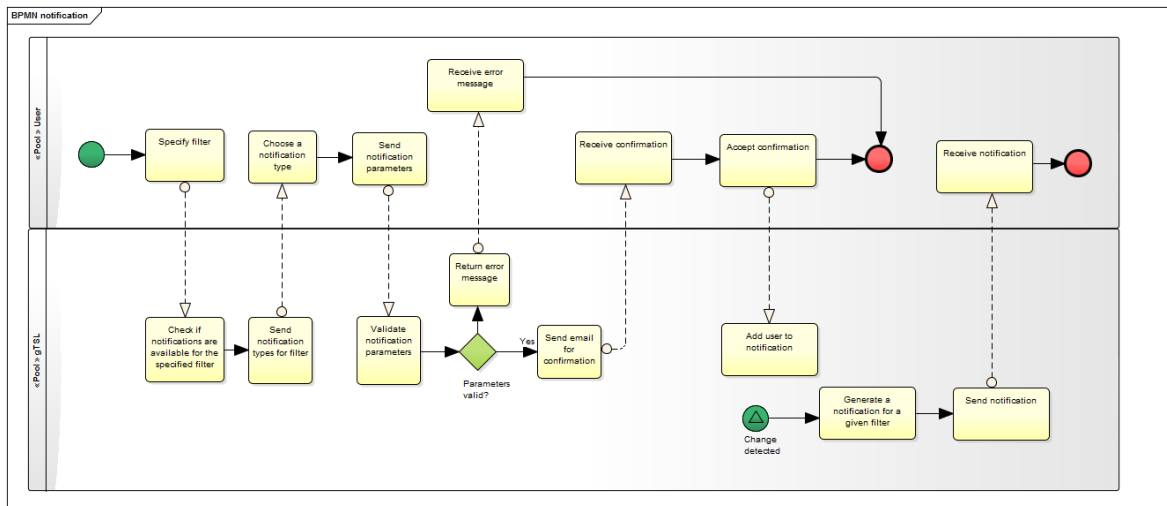 BPMN notification
«Pool» User
Receive error
message
Specify filter
Choose a
notification
type
Send
notification
parameters
Receive confirmation
Accept confirmation
Receive notification
«Pool» gTSL
Return error
message
Check if
notifications are
available for the
specified filter
Send
notification
types for filter
Validate
notification
parameters
Parameters
valid?
Yes
Send email
for
confirmation
Add user to
notification
Change
detected
Generate a
notification for a
given filter
Send notification